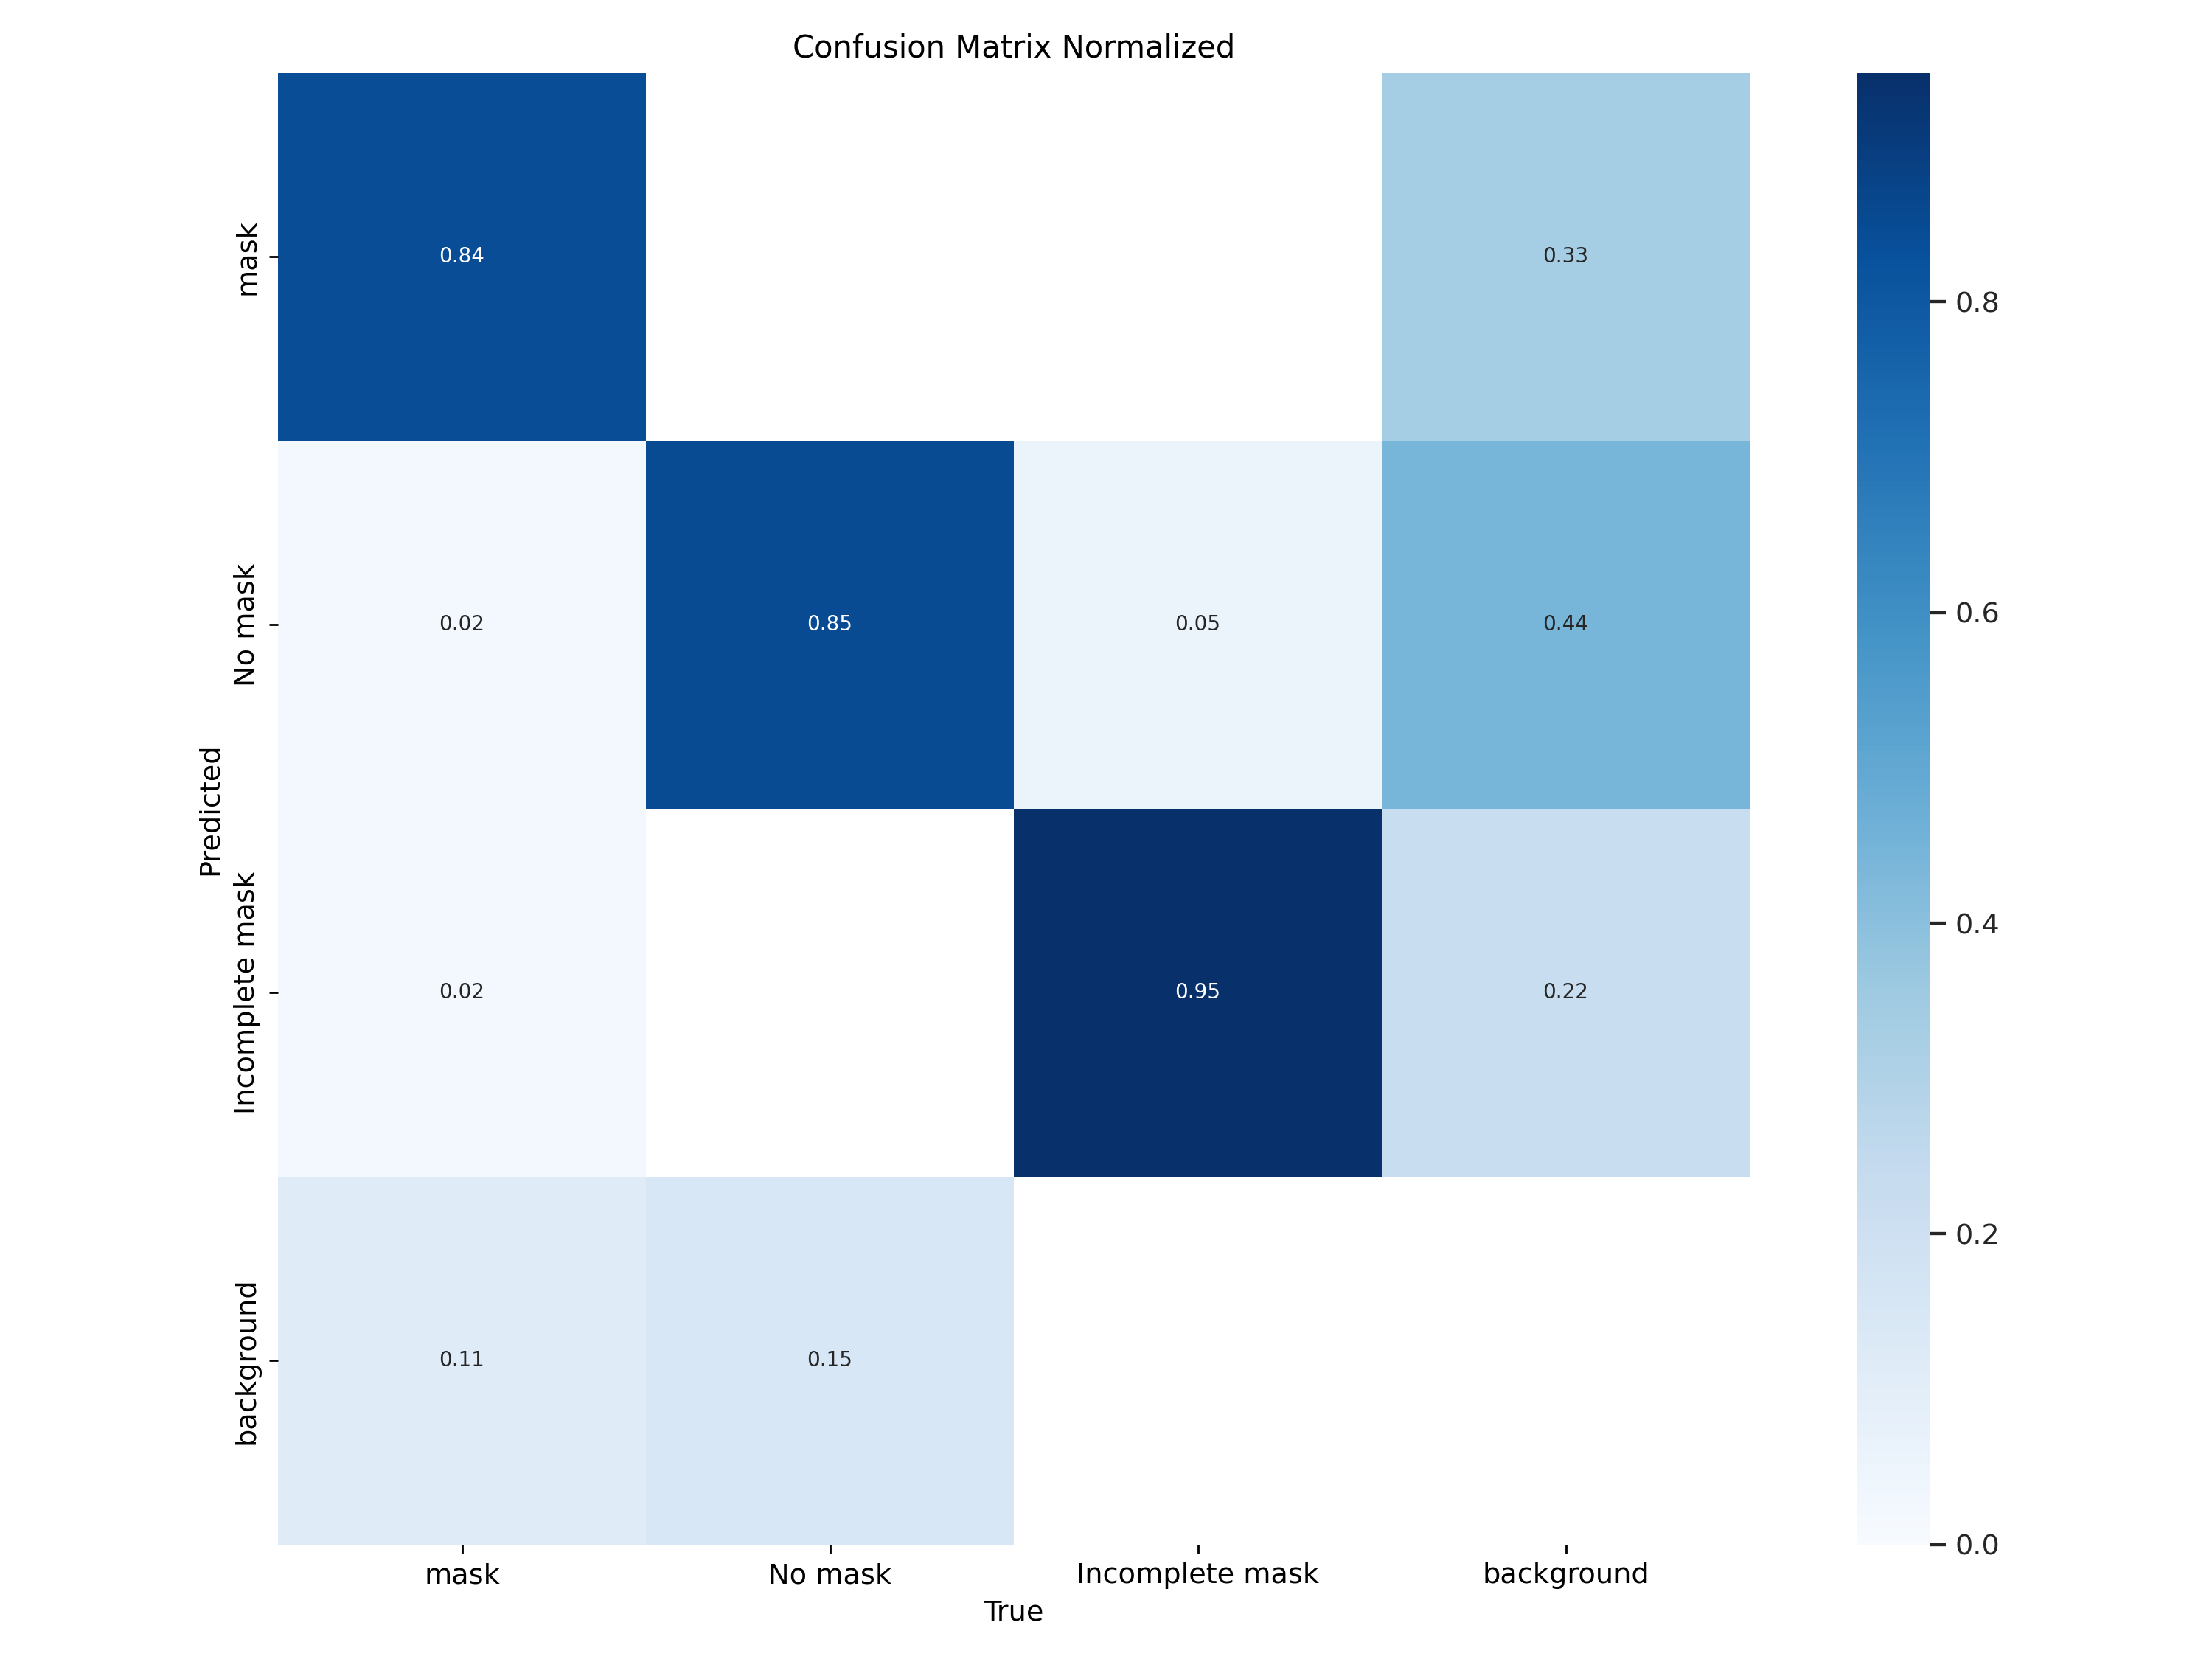 Confusion Matrix Normalized
mask
0.84
0.33
No mask
0.02
0.85
0.05
0.44
Incomplete mask
0.02
0.95
0.22
background
0.11
0.15
Predicted
mask
No mask
Incomplete mask
background
True
0.8
0.6
0.4
0.2
0.0